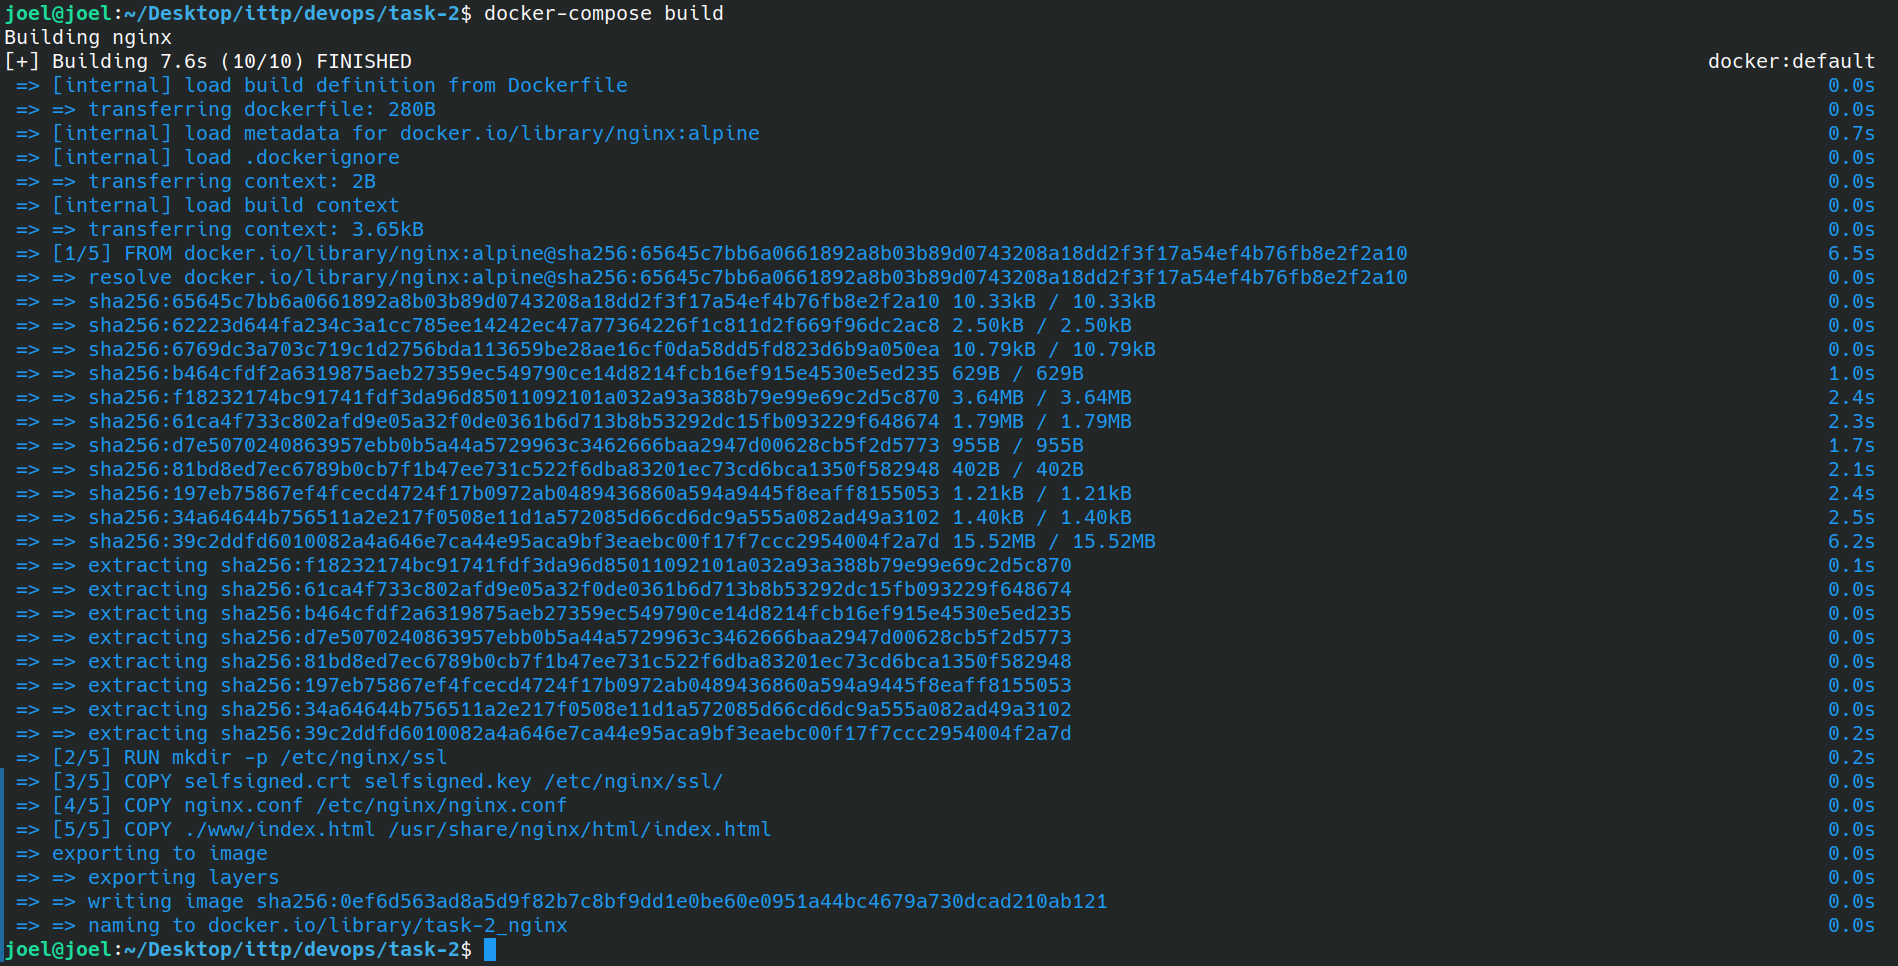 joel@joel:~/Desktop/ittp/devops/task-2$ docker-compose build
Building nginx
[+] Building 7.6s (10/10) FINISHED docker:default
=> [internal] load build definition from Dockerfile 0.0s
=> => transferring dockerfile: 280B 0.0s
=> [internal] load metadata for docker.io/library/nginx:alpine 0.7s
=> [internal] load .dockerignore 0.0s
=> => transferring context: 2B 0.0s
=> [internal] load build context 0.0s
=> => transferring context: 3.65kB 0.0s
=> [1/5] FROM docker.io/library/nginx:alpine@sha256:65645c7bb6a0661892a8b03b89d0743208a18dd2f3f17a54ef4b76fb8e2f2a10 6.5s
=> => resolve docker.io/library/nginx:alpine@sha256:65645c7bb6a0661892a8b03b89d0743208a18dd2f3f17a54ef4b76fb8e2f2a10 0.0s
=> => sha256:65645c7bb6a0661892a8b03b89d0743208a18dd2f3f17a54ef4b76fb8e2f2a10 10.33kB / 10.33kB 0.0s
=> => sha256:62223d644fa234c3a1cc785ee14242ec47a77364226f1c811d2f669f96dc2ac8 2.50kB / 2.50kB 0.0s
=> => sha256:6769dc3a703c719c1d2756bda113659be28ae16cf0da58dd5fd823d6b9a050ea 10.79kB / 10.79kB 0.0s
=> => sha256:b464cfdf2a6319875aeb27359ec549790ce14d8214fcb16ef915e4530e5ed235 629B / 629B 1.0s
=> => sha256:f18232174bc91741fdf3da96d85011092101a032a93a388b79e99e69c2d5c870 3.64MB / 3.64MB 2.4s
=> => sha256:61ca4f733c802afd9e05a32f0de0361b6d713b8b53292dc15fb093229f648674 1.79MB / 1.79MB 2.3s
=> => sha256:d7e5070240863957ebb0b5a44a5729963c3462666baa2947d00628cb5f2d5773 955B / 955B 1.7s
=> => sha256:81bd8ed7ec6789b0cb7f1b47ee731c522f6dba83201ec73cd6bca1350f582948 402B / 402B 2.1s
=> => sha256:197eb75867ef4fcecd4724f17b0972ab0489436860a594a9445f8eaff8155053 1.21kB / 1.21kB 2.4s
=> => sha256:34a64644b756511a2e217f0508e11d1a572085d66cd6dc9a555a082ad49a3102 1.40kB / 1.40kB 2.5s
=> => sha256:39c2ddfd6010082a4a646e7ca44e95aca9bf3eaebc00f17f7ccc2954004f2a7d 15.52MB / 15.52MB 6.2s
=> => extracting sha256:f18232174bc91741fdf3da96d85011092101a032a93a388b79e99e69c2d5c870 0.1s
=> => extracting sha256:61ca4f733c802afd9e05a32f0de0361b6d713b8b53292dc15fb093229f648674 0.0s
=> => extracting sha256:b464cfdf2a6319875aeb27359ec549790ce14d8214fcb16ef915e4530e5ed235 0.0s
=> => extracting sha256:d7e5070240863957ebb0b5a44a5729963c3462666baa2947d00628cb5f2d5773 0.0s
=> => extracting sha256:81bd8ed7ec6789b0cb7f1b47ee731c522f6dba83201ec73cd6bca1350f582948 0.0s
=> => extracting sha256:197eb75867ef4fcecd4724f17b0972ab0489436860a594a9445f8eaff8155053 0.0s
=> => extracting sha256:34a64644b756511a2e217f0508e11d1a572085d66cd6dc9a555a082ad49a3102 0.0s
=> => extracting sha256:39c2ddfd6010082a4a646e7ca44e95aca9bf3eaebc00f17f7ccc2954004f2a7d 0.2s
=> [2/5] RUN mkdir -p /etc/nginx/ssl 0.2s
=> [3/5] COPY selfsigned.crt selfsigned.key /etc/nginx/ssl/ 0.0s
=> [4/5] COPY nginx.conf /etc/nginx/nginx.conf 0.0s
=> [5/5] COPY ./www/index.html /usr/share/nginx/html/index.html 0.0s
=> exporting to image 0.0s
=> => exporting layers 0.0s
=> => writing image sha256:0ef6d563ad8a5d9f82b7c8bf9dd1e0be60e0951a44bc4679a730dcad210ab121 0.0s
=> => naming to docker.io/library/task-2_nginx 0.0s
joel@joel:~/Desktop/ittp/devops/task-2$